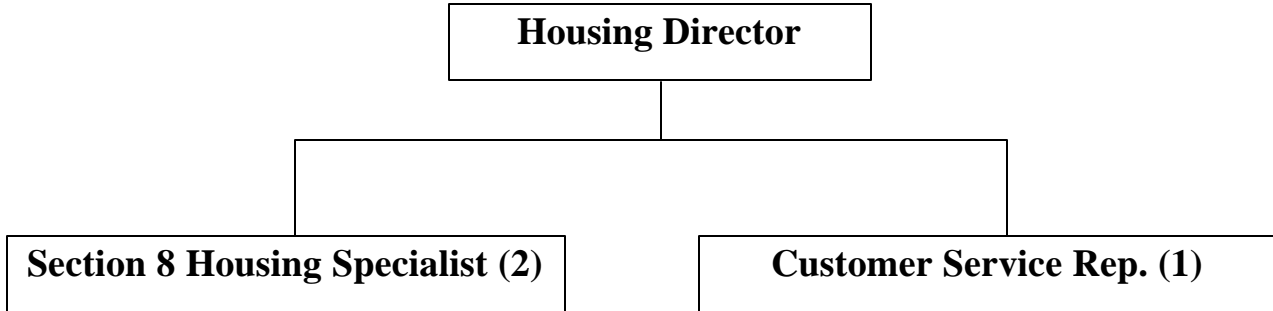 Housing Director
Section 8 Housing Specialist (2)
Customer Service Rep. (1)